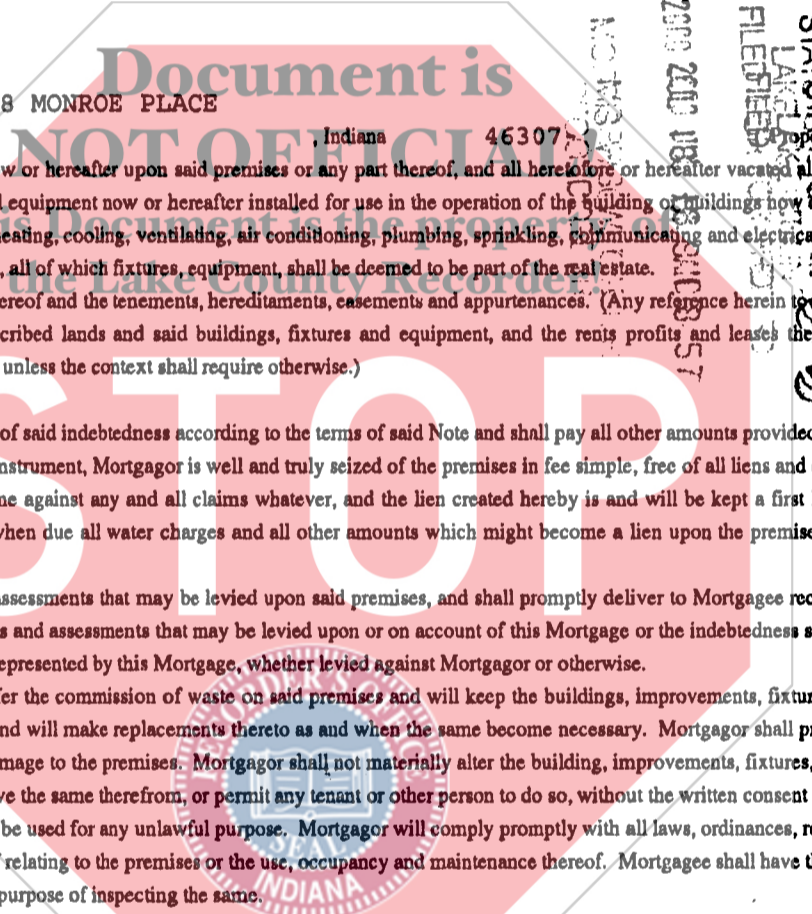 Document is
8 MONROE PLACE
NOT OFFICIAL!
, Indiana 46307
w or hereafter upon said premises or any part thereof, and all heretofore or hereafter vacated al
equipment now or hereafter installed for use in the operation of the building or buildings now
This Document is the property of
eating, cooling, ventilating, air conditioning, plumbing, sprinkling, communicating and electrica
, all of which fixtures, equipment, shall be deemed to be part of the real estate.
the Lake County Recorder!
ereof and the tenements, hereditaments, easements and appurtenances. (Any reference herein to
cribed lands and said buildings, fixtures and equipment, and the rents profits and leases the
unless the context shall require otherwise.)
STOP
of said indebtedness according to the terms of said Note and shall pay all other amounts provided
nstrument, Mortgagor is well and truly seized of the premises in fee simple, free of all liens and
ne against any and all claims whatever, and the lien created hereby is and will be kept a first
when due all water charges and all other amounts which might become a lien upon the premise
assessments that may be levied upon said premises, and shall promptly deliver to Mortgagee rec
s and assessments that may be levied upon or on account of this Mortgage or the indebtedness s
epresented by this Mortgage, whether levied against Mortgagor or otherwise.
er the commission of waste on said premises and will keep the buildings, improvements, fixtur
nd will make replacements thereto as and when the same become necessary. Mortgagor shall pr
mage to the premises. Mortgagor shall not materially alter the building, improvements, fixtures,
ve the same therefrom, or permit any tenant or other person to do so, without the written consent
be used for any unlawful purpose. Mortgagor will comply promptly with all laws, ordinances, r
relating to the premises or the use, occupancy and maintenance thereof. Mortgagee shall have t
purpose of inspecting the same.
RECORDER'S OFFICE
SEAL
INDIANA